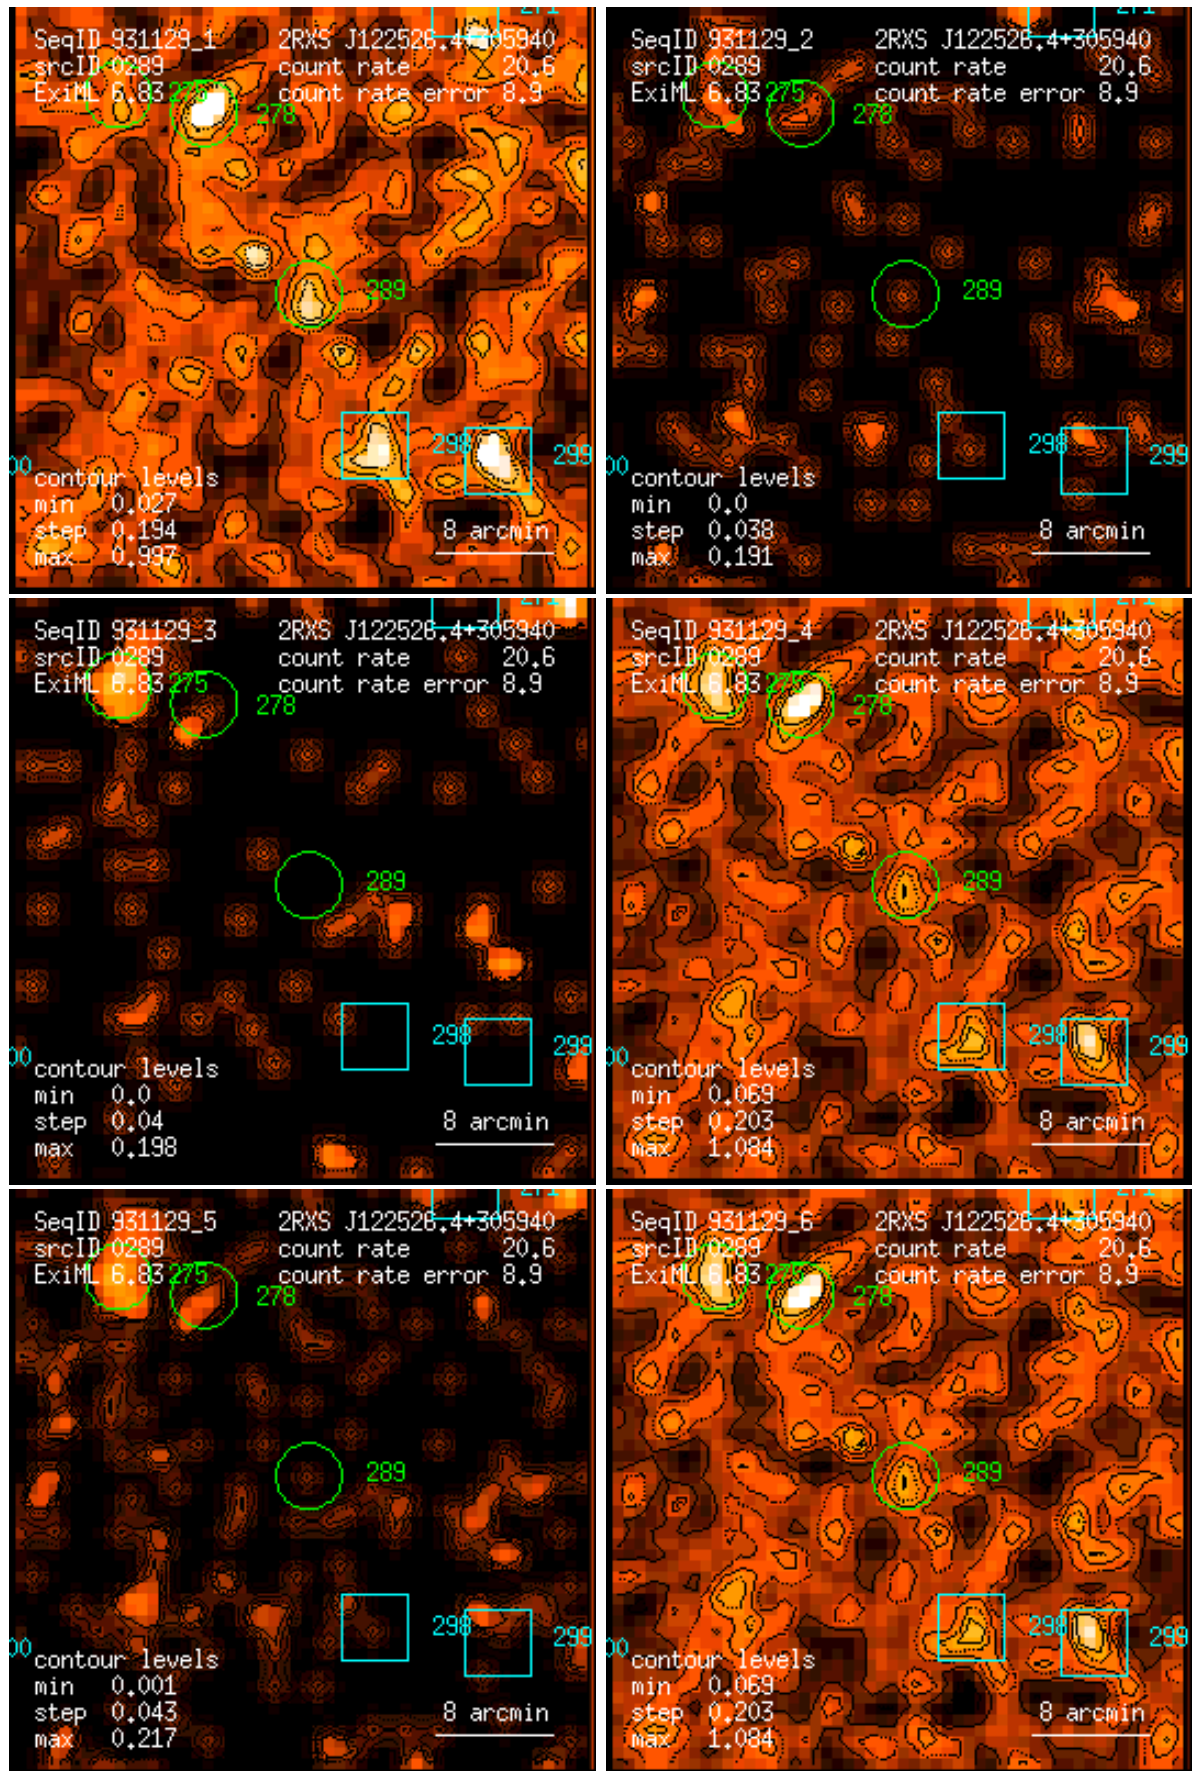 271
SeqID 931129_1 2RXS J122526.4+305940
srcID 0289 count rate 20.6
ExiML 6.83 275 count rate error 8.9
278
289
298
299
00
contour levels
min 0.027
step 0.194 8 arcmin
max 0.997
271
SeqID 931129_2 2RXS J122526.4+305940
srcID 0289 count rate 20.6
ExiML 6.83 275 count rate error 8.9
278
289
298
299
00
contour levels
min 0.0
step 0.038 8 arcmin
max 0.191
271
SeqID 931129_3 2RXS J122526.4+305940
srcID 0289 count rate 20.6
ExiML 6.83 275 count rate error 8.9
278
289
298
299
00
contour levels
min 0.0
step 0.04 8 arcmin
max 0.198
271
SeqID 931129_4 2RXS J122526.4+305940
srcID 0289 count rate 20.6
ExiML 6.83 275 count rate error 8.9
278
289
298
299
00
contour levels
min 0.069
step 0.203 8 arcmin
max 1.084
271
SeqID 931129_5 2RXS J122526.4+305940
srcID 0289 count rate 20.6
ExiML 6.83 275 count rate error 8.9
278
289
298
299
00
contour levels
min 0.001
step 0.043 8 arcmin
max 0.217
271
SeqID 931129_6 2RXS J122526.4+305940
srcID 0289 count rate 20.6
ExiML 6.83 275 count rate error 8.9
278
289
298
299
00
contour levels
min 0.069
step 0.203 8 arcmin
max 1.084